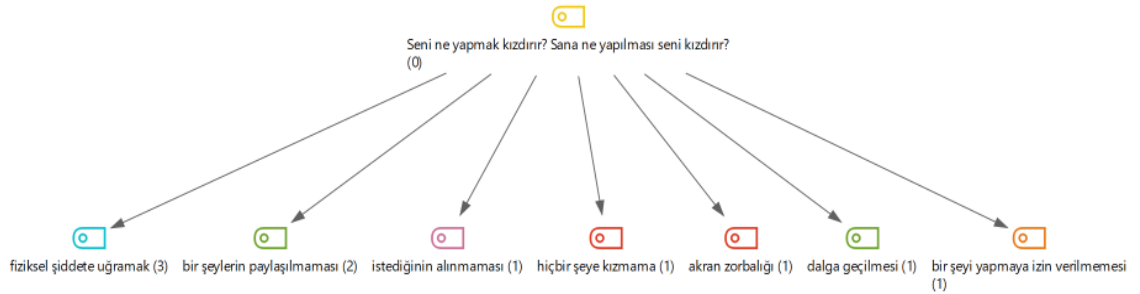 Seni ne yapmak kızdırır? Sana ne yapılması seni kızdırır?
(0)
fiziksel şiddete uğramak (3)
bir şeylerin paylaşılmaması (2)
istediğinin alınmaması (1)
hiçbir şeye kızmama (1)
akran zorbalığı (1)
dalga geçilmesi (1)
bir şeyi yapmaya izin verilmemesi
(1)